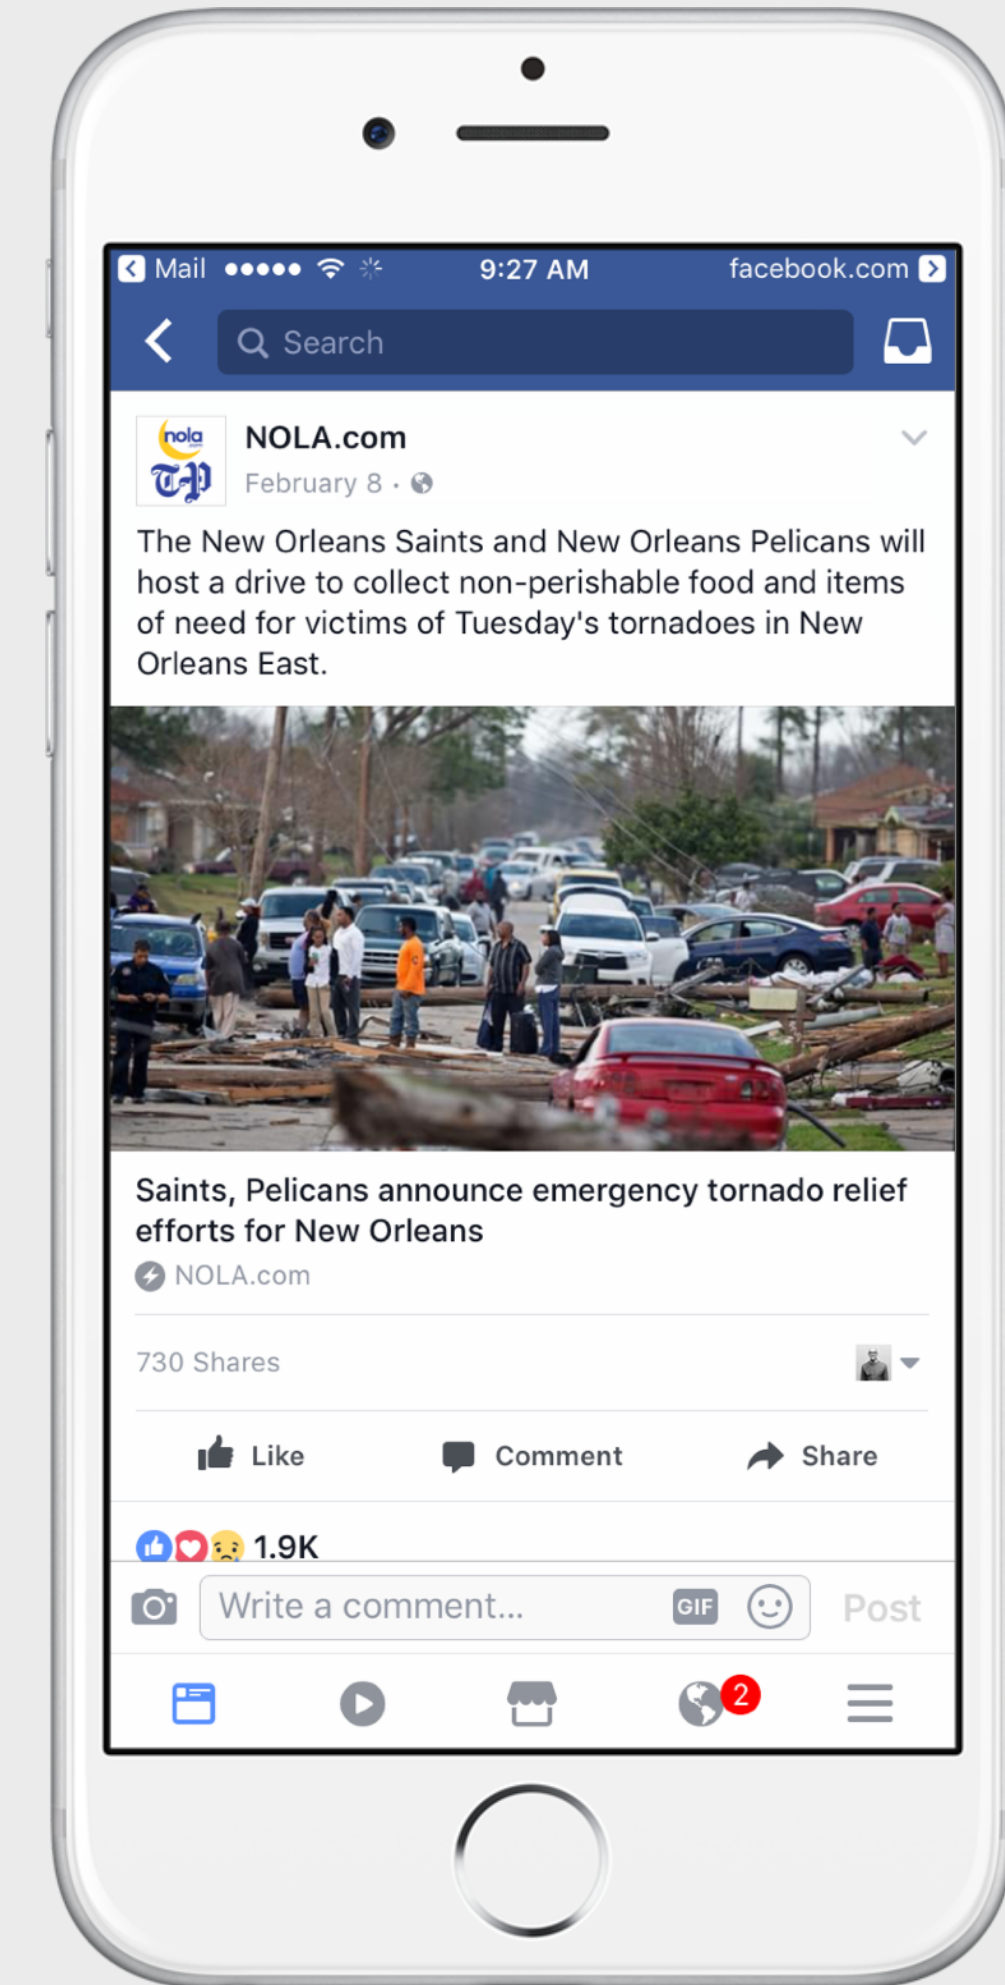 Mail
9:27 AM
facebook.com
Search
nola
.com
TP
NOLA.com
February 8 ·
The New Orleans Saints and New Orleans Pelicans will
host a drive to collect non-perishable food and items
of need for victims of Tuesday's tornadoes in New
Orleans East.
Saints, Pelicans announce emergency tornado relief
efforts for New Orleans
NOLA.com
730 Shares
Like
Comment
Share
1.9K
Write a comment...
GIF
Post
2